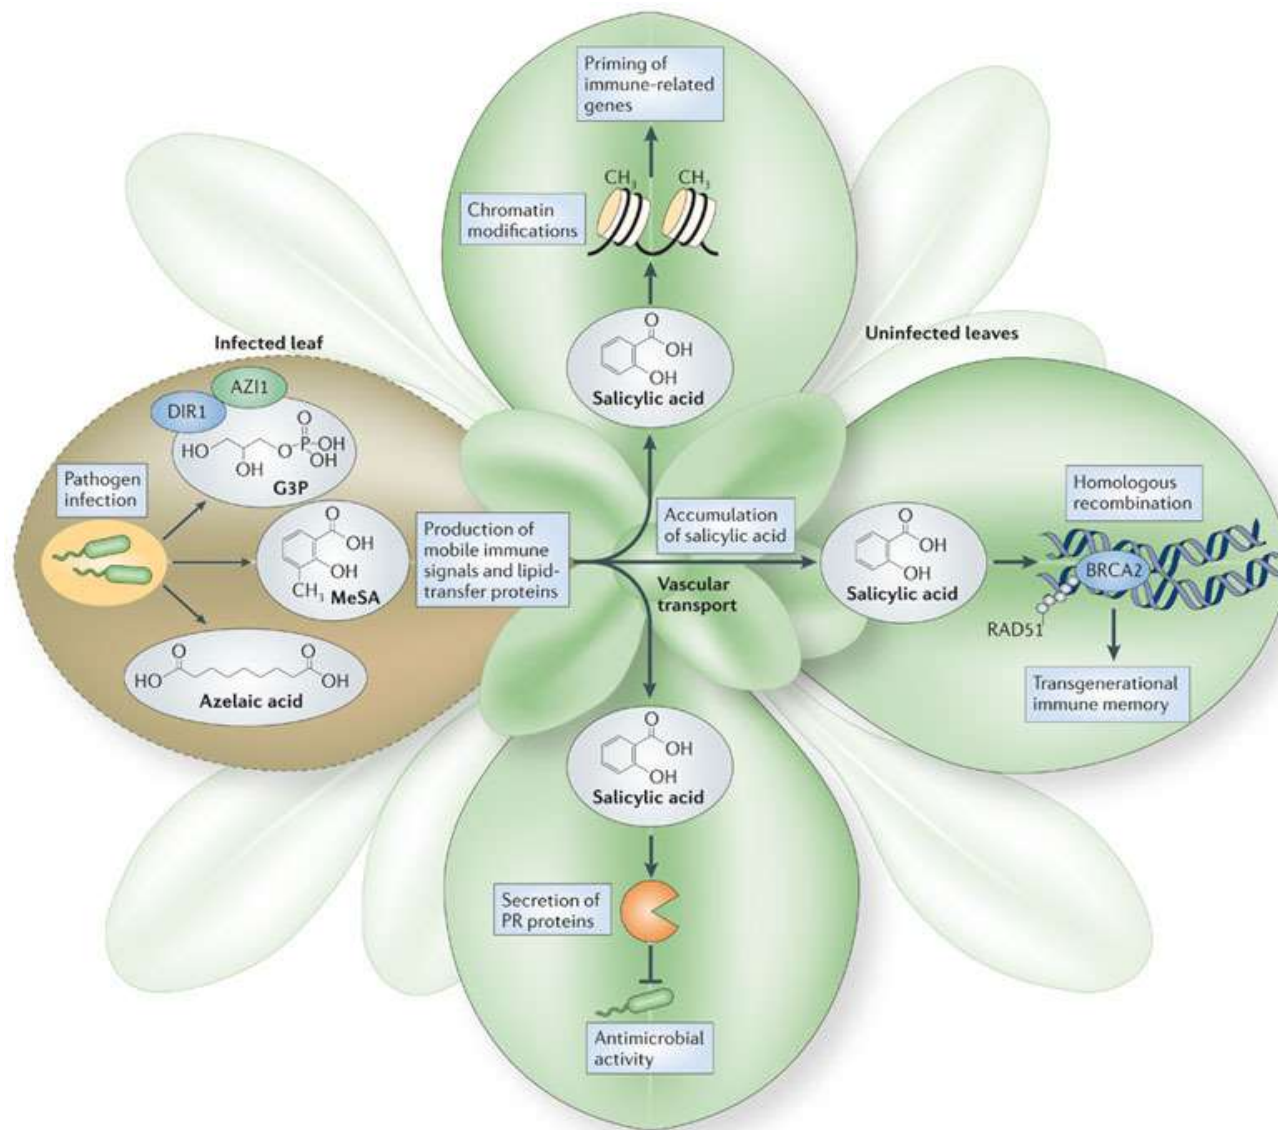 Priming of
immune-related
genes
CH3
CH3
Chromatin
modifications
O
OH
OH
Salicylic acid
Infected leaf
Uninfected leaves
AZI1
DIR1
O
HO
O
P
OH
OH
OH
G3P
Pathogen
infection
O
OH
OH
CH3
MeSA
Production of
mobile immune
signals and lipid-
transfer proteins
Accumulation
of salicylic acid
Vascular
transport
O
OH
OH
Salicylic acid
Homologous
recombination
BRCA2
RAD51
Transgenerational
immune memory
O
O
HO
OH
Azelaic acid
O
OH
OH
Salicylic acid
Secretion of
PR proteins
Antimicrobial
activity